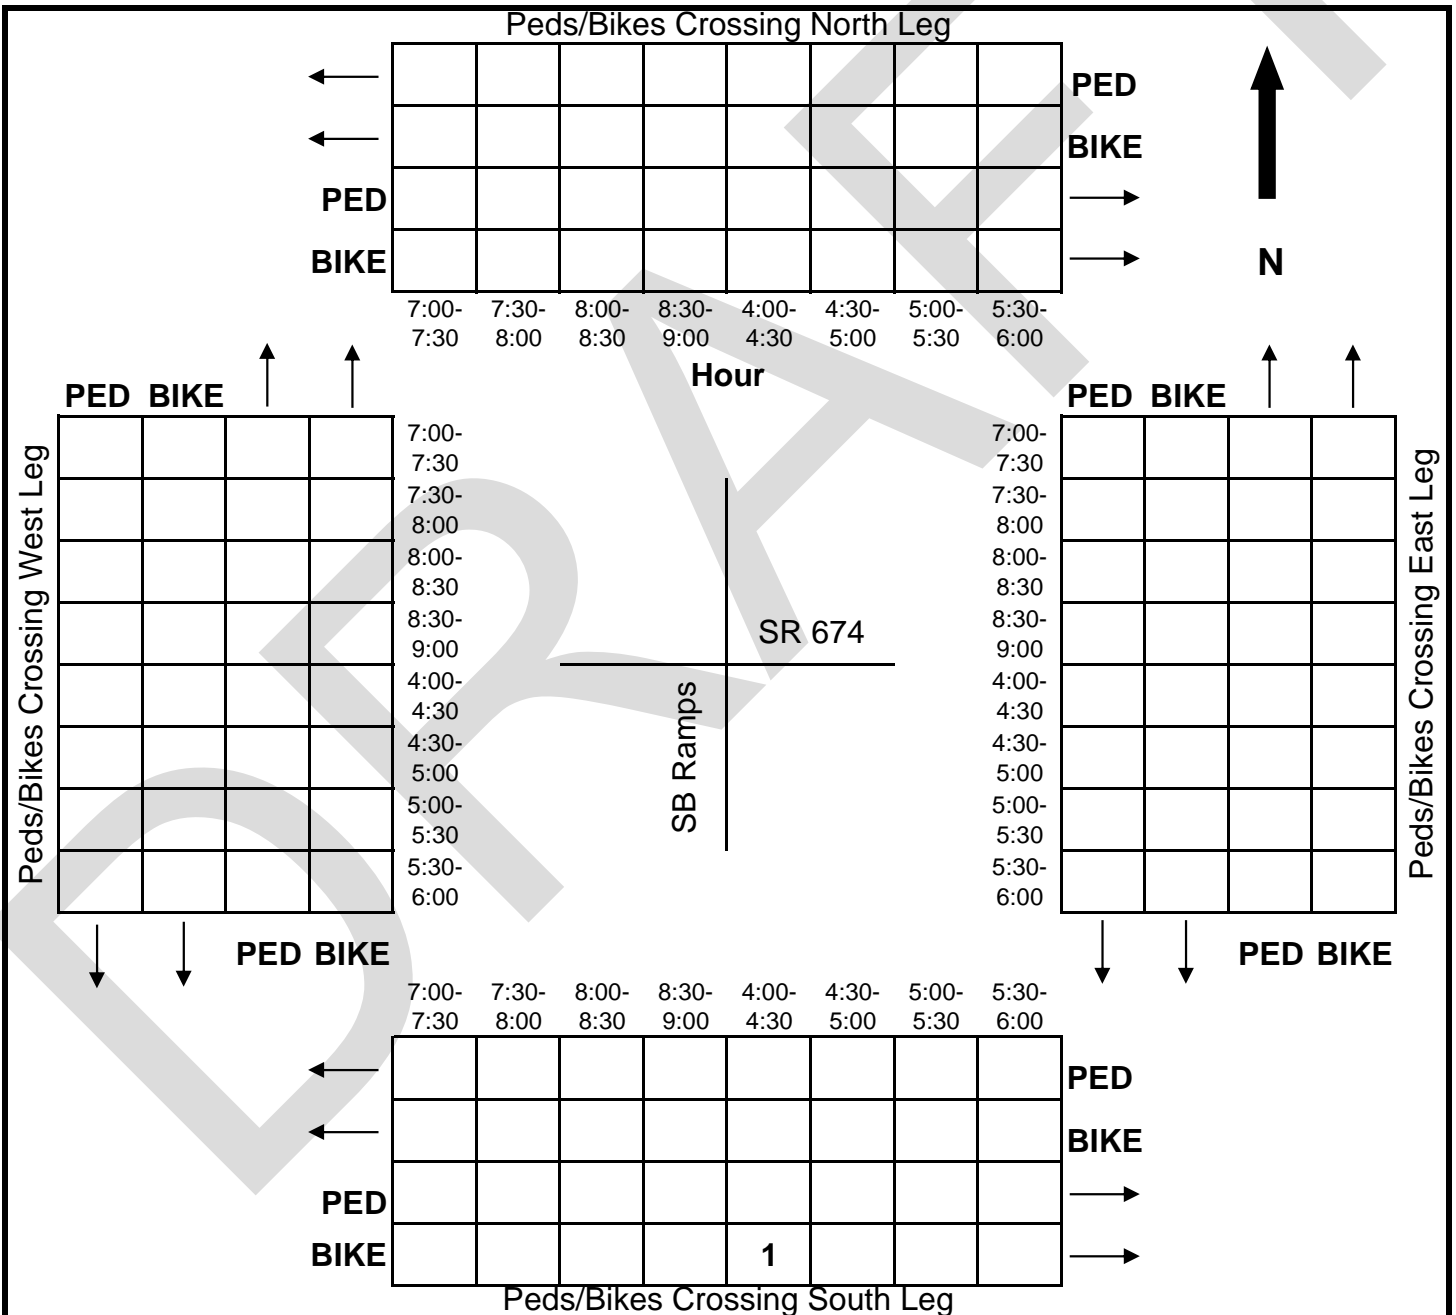 Peds/Bikes Crossing North Leg
PED
BIKE
PED
BIKE
N
7:00- 7:30- 8:00- 8:30- 4:00- 4:30- 5:00- 5:30-
7:30 8:00 8:30 9:00 4:30 5:00 5:30 6:00
Hour
PED BIKE
PED BIKE
Peds/Bikes Crossing West Leg
7:00-
7:30
7:30-
8:00
8:00-
8:30
8:30-
9:00
4:00-
4:30
4:30-
5:00
5:00-
5:30
5:30-
6:00
SR 674
SB Ramps
7:00-
7:30
7:30-
8:00
8:00-
8:30
8:30-
9:00
4:00-
4:30
4:30-
5:00
5:00-
5:30
5:30-
6:00
Peds/Bikes Crossing East Leg
PED BIKE
PED BIKE
7:00- 7:30- 8:00- 8:30- 4:00- 4:30- 5:00- 5:30-
7:30 8:00 8:30 9:00 4:30 5:00 5:30 6:00
PED
BIKE
PED
BIKE 1
Peds/Bikes Crossing South Leg
DRAFT